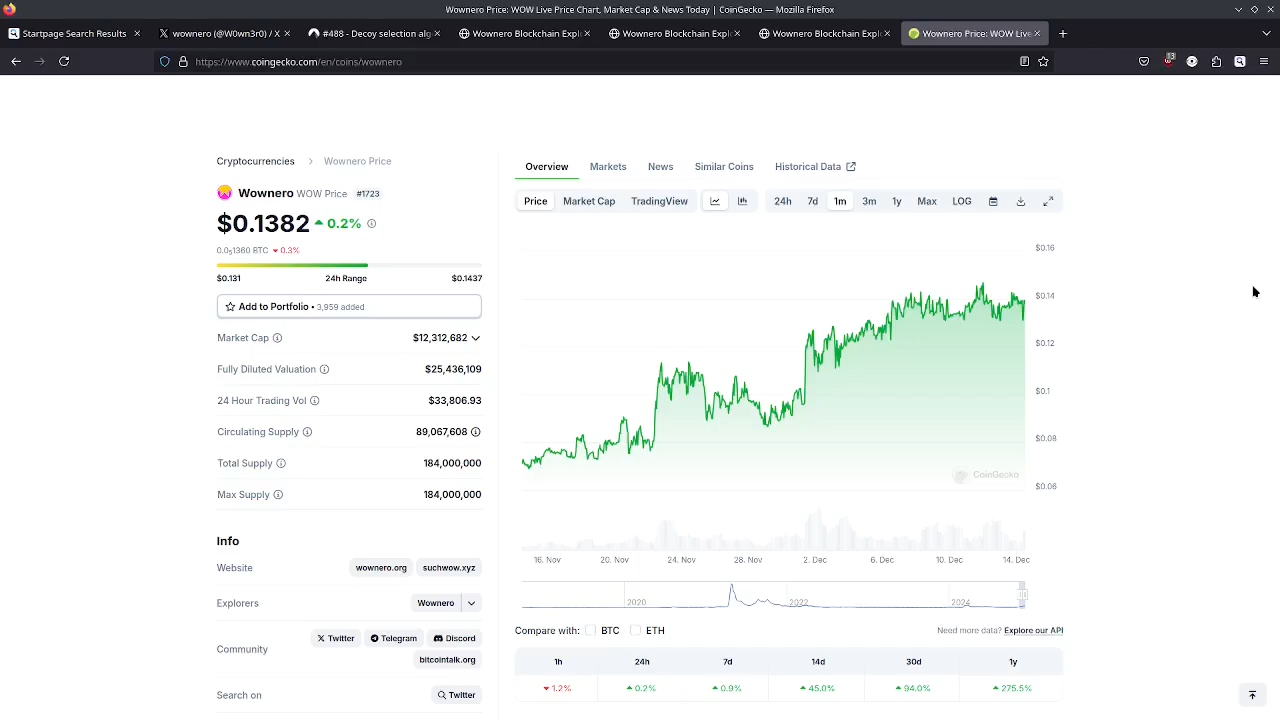 Wownero Price: WOW Live Price Chart, Market Cap & News Today | CoinGecko — Mozilla Firefox
Startpage Search Results
wownero (@W0wn3r0) / X
#488 - Decoy selection alg
Wownero Blockchain Expl
Wownero Blockchain Expl
Wownero Blockchain Expl
Wownero Price: WOW Live
https://www.coingecko.com/en/coins/wownero
13
Cryptocurrencies > Wownero Price
Wownero WOW Price #1723
$0.1382 0.2%
0.0₅1360 BTC 0.3%
$0.131 24h Range $0.1437
Add to Portfolio • 3,959 added
Market Cap $12,312,682
Fully Diluted Valuation $25,436,109
24 Hour Trading Vol $33,806.93
Circulating Supply 89,067,608
Total Supply 184,000,000
Max Supply 184,000,000
Info
Website wownero.org suchwow.xyz
Explorers Wownero
Community Twitter Telegram Discord
bitcointalk.org
Search on Twitter
Overview Markets News Similar Coins Historical Data
Price Market Cap TradingView 24h 7d 1m 3m 1y Max LOG
$0.16
$0.14
$0.12
$0.1
$0.08
$0.06
CoinGecko
16. Nov 20. Nov 24. Nov 28. Nov 2. Dec 6. Dec 10. Dec 14. Dec
2020 2022 2024
Compare with: BTC ETH Need more data? Explore our API
1h 24h 7d 14d 30d 1y
1.2% 0.2% 0.9% 45.0% 94.0% 275.5%